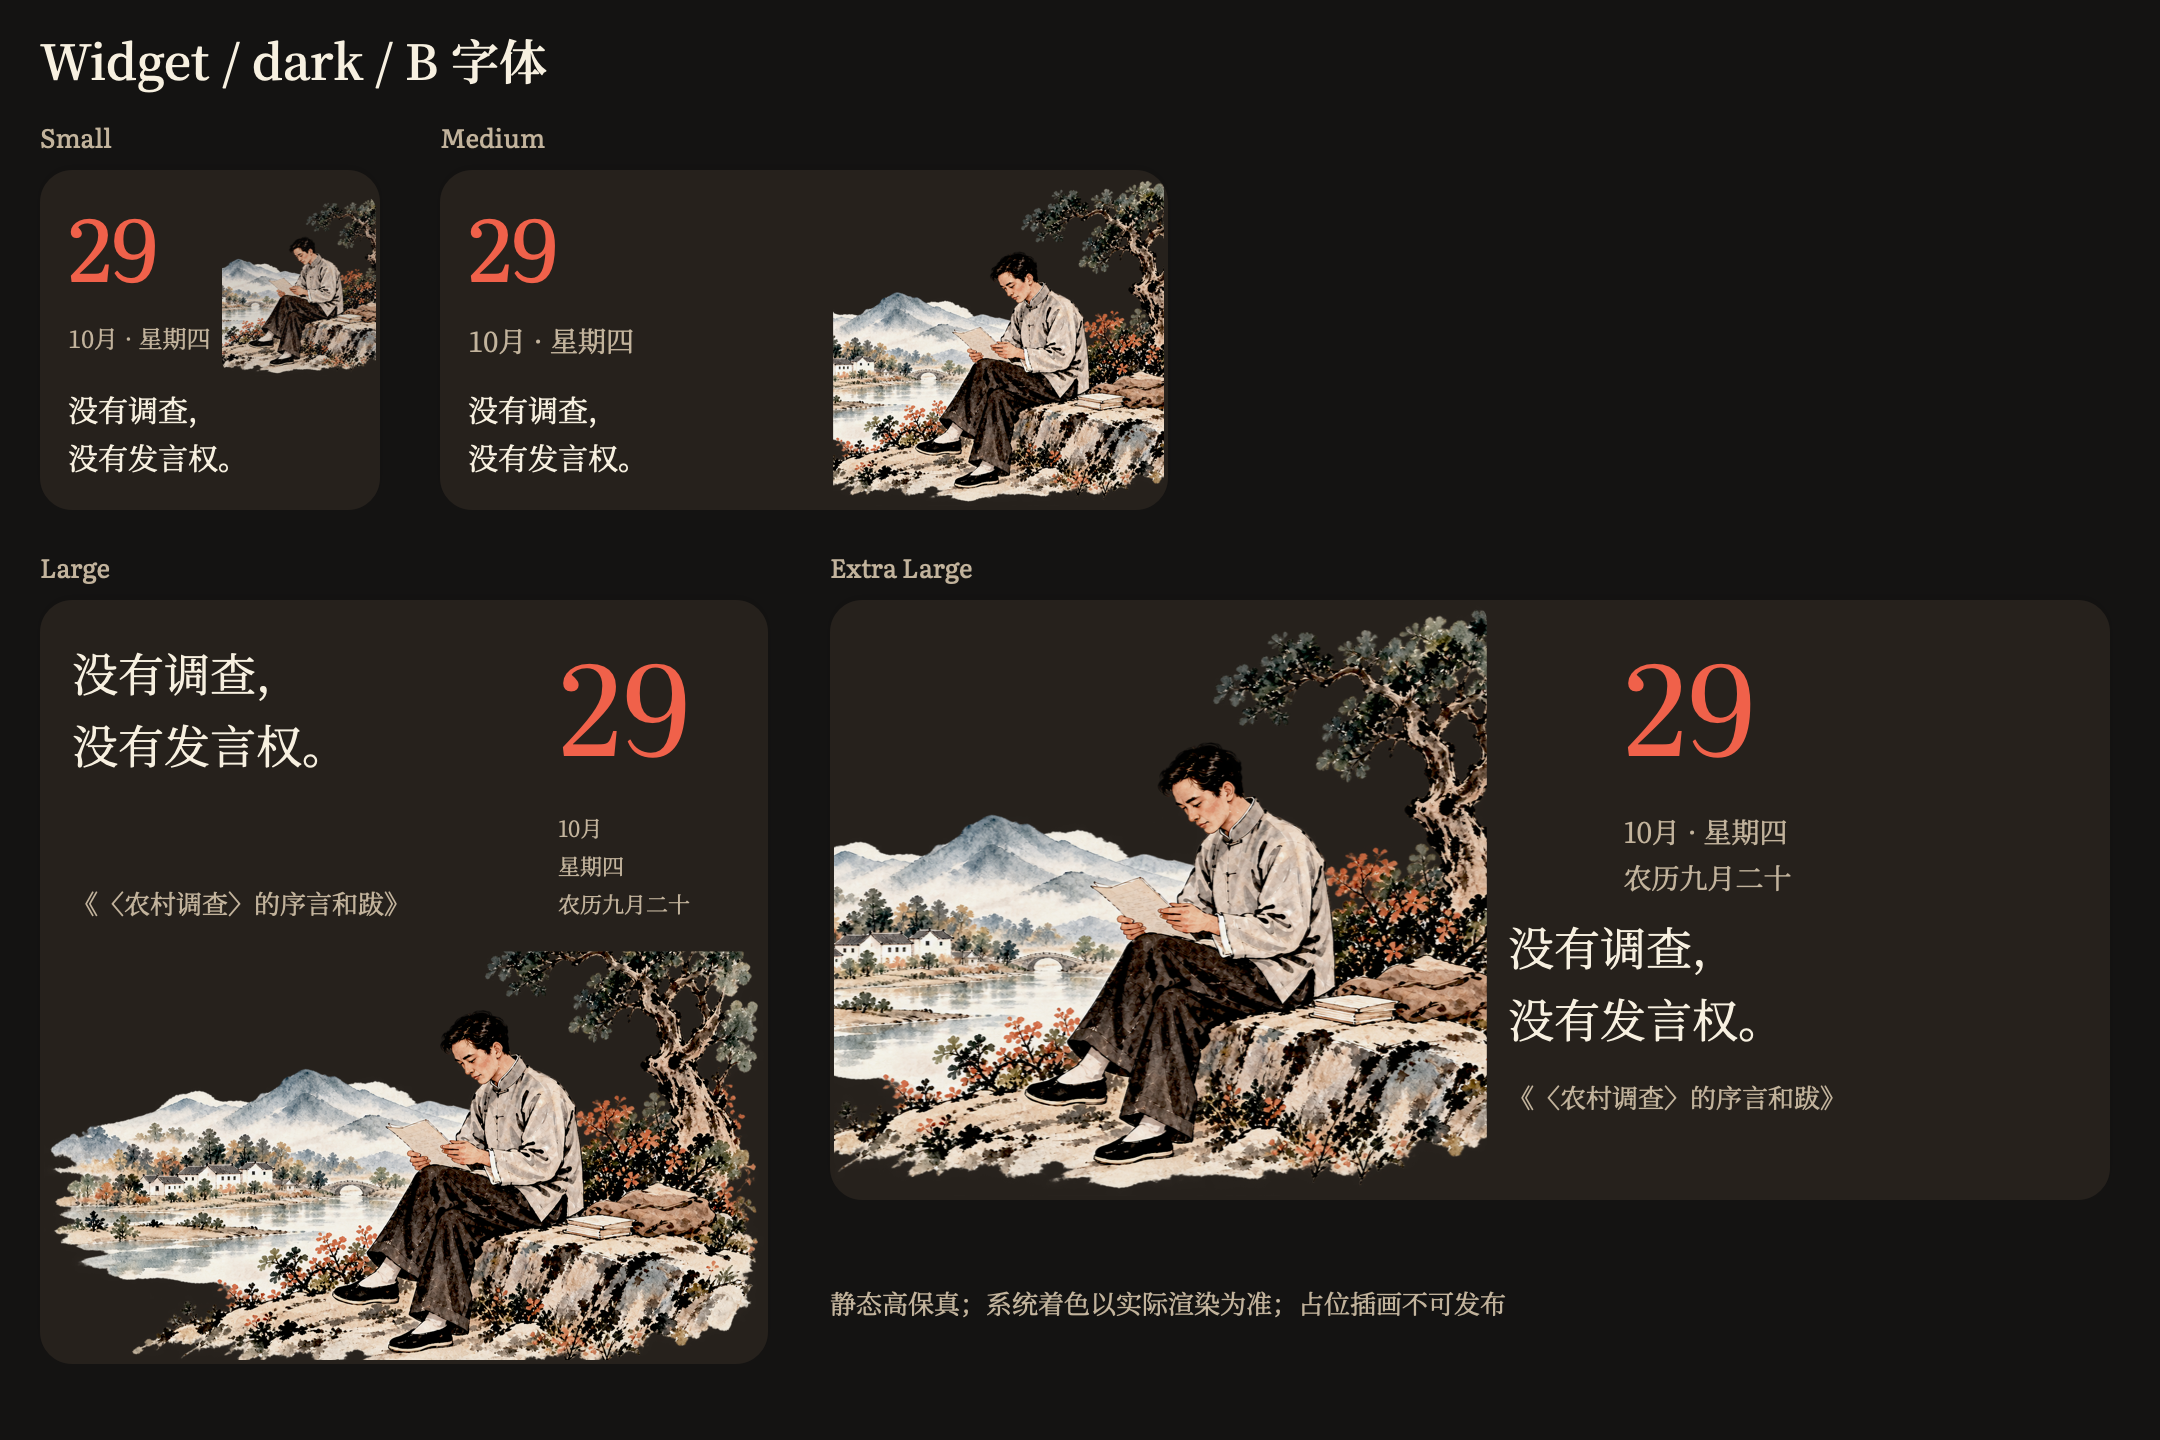 Widget / dark / B 字体
Small
29
10月 · 星期四
没有调查，
没有发言权。
Medium
29
10月 · 星期四
没有调查，
没有发言权。
Large
没有调查，
没有发言权。
《〈农村调查〉的序言和跋》
29
10月
星期四
农历九月二十
Extra Large
29
10月 · 星期四
农历九月二十
没有调查，
没有发言权。
《〈农村调查〉的序言和跋》
静态高保真；系统着色以实际渲染为准；占位插画不可发布